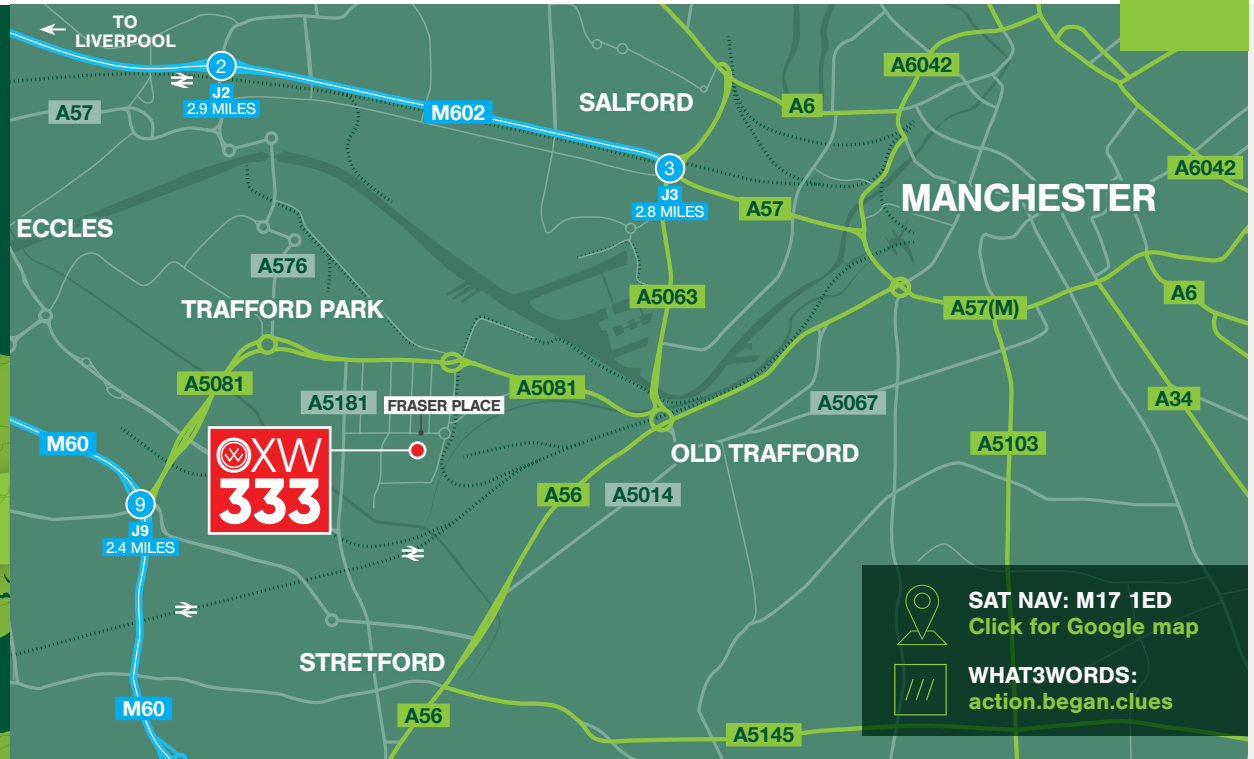 TO
LIVERPOOL
2
J2
2.9 MILES
A57
M602
SALFORD
A6042
A6
3
J3
2.8 MILES
A57
A6042
MANCHESTER
ECCLES
A576
TRAFFORD PARK
A5063
A57(M)
A6
A5081
A5181
FRASER PLACE
A5081
A5067
A34
M60
XW
333
OLD TRAFFORD
A5103
9
J9
2.4 MILES
A56
A5014
SAT NAV: M17 1ED
Click for Google map
STRETFORD
WHAT3WORDS:
action.began.clues
M60
A56
A5145